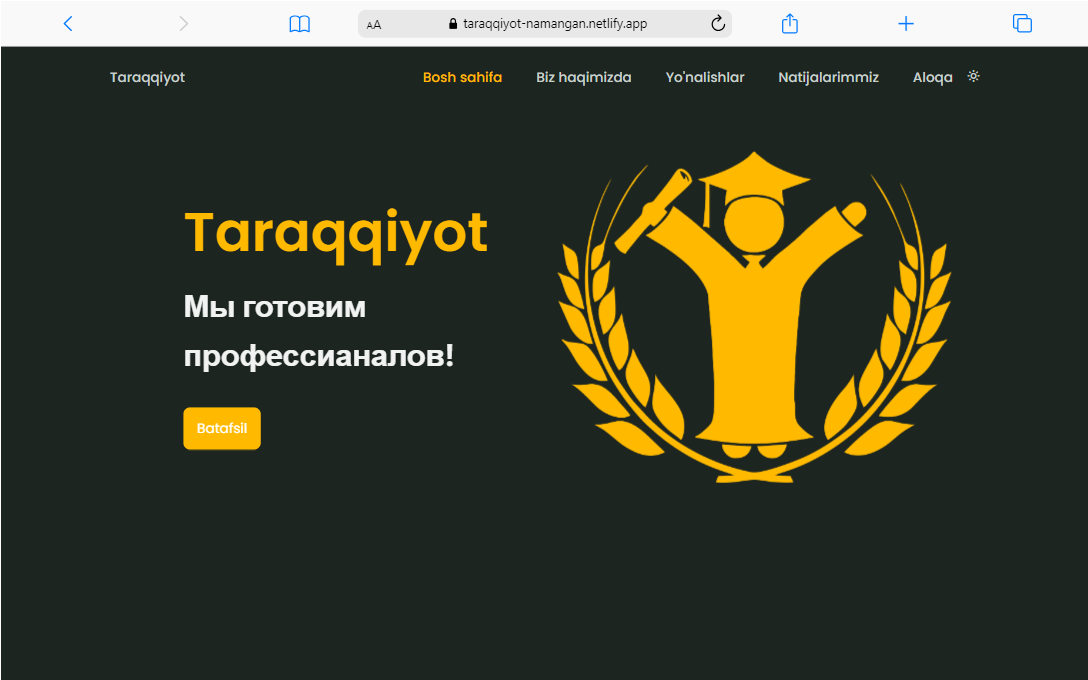 AA taraqqiyot-namangan.netlify.app
Taraqqiyot Bosh sahifa Biz haqimizda Yo'nalishlar Natijalarimmiz Aloqa
Taraqqiyot
Мы готовим
профессианалов!
Batafsil